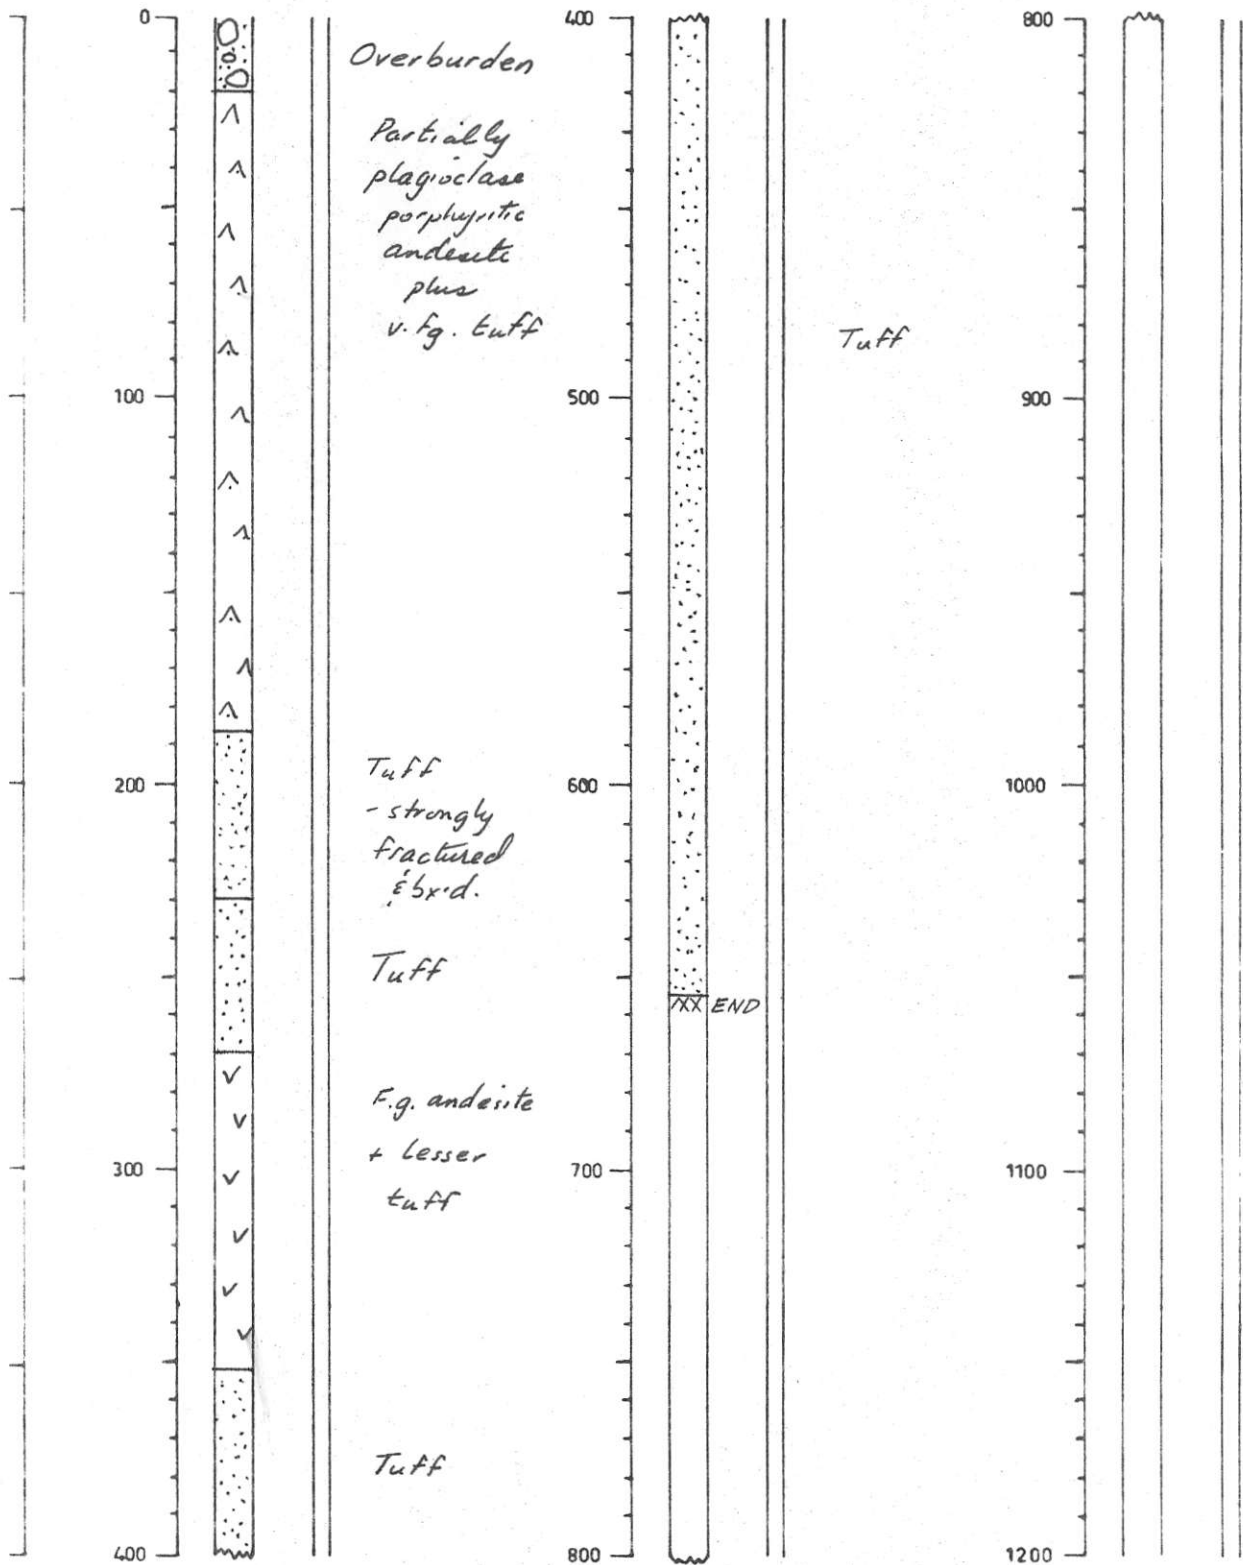 0
Overburden
Partially
plagioclase
porphyritic
andesite
plus
v. fg. tuff
100
200
Tuff
- strongly
fractured
& bx'd.
Tuff
F.g. andesite
300
+ lesser
tuff
Tuff
400
400
Tuff
500
600
END
700
800
800
900
1000
1100
1200